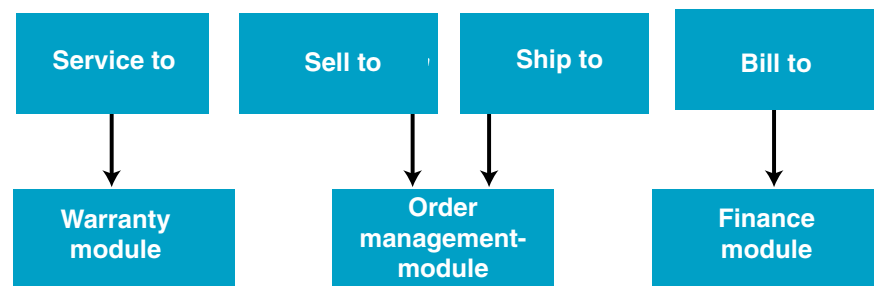 Service to
Sell to
Ship to
Bill to
Warranty
module
Order
management-
module
Finance
module